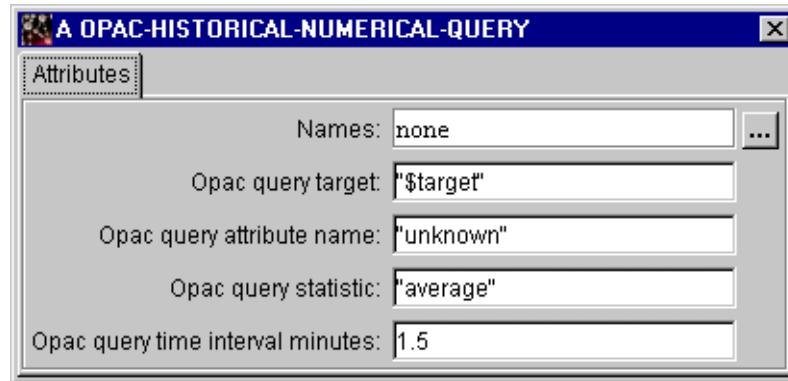 A OPAC-HISTORICAL-NUMERICAL-QUERY
Attributes
Names: none ...
Opac query target: "$target"
Opac query attribute name: "unknown"
Opac query statistic: "average"
Opac query time interval minutes: 1.5